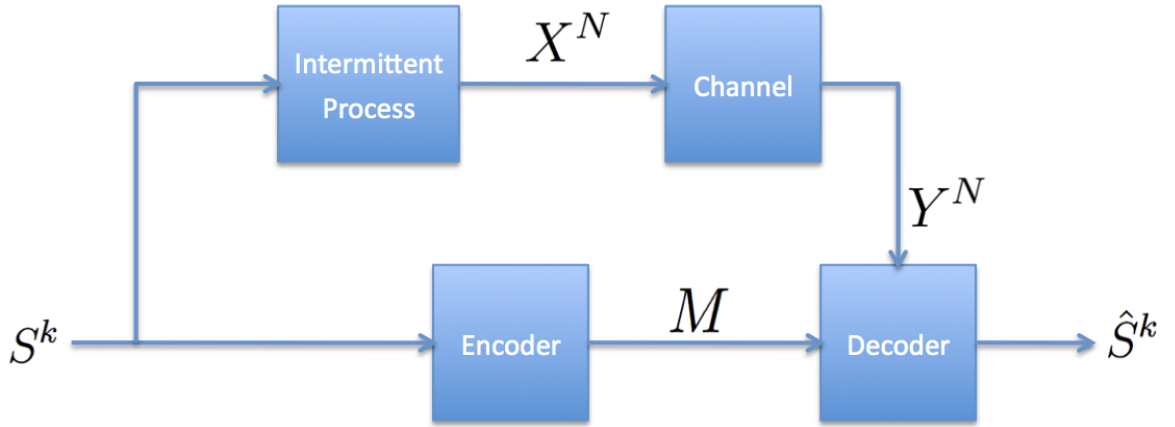 Intermittent
Process
X^N
Channel
Y^N
S^k
Encoder
M
Decoder
Ŝ^k